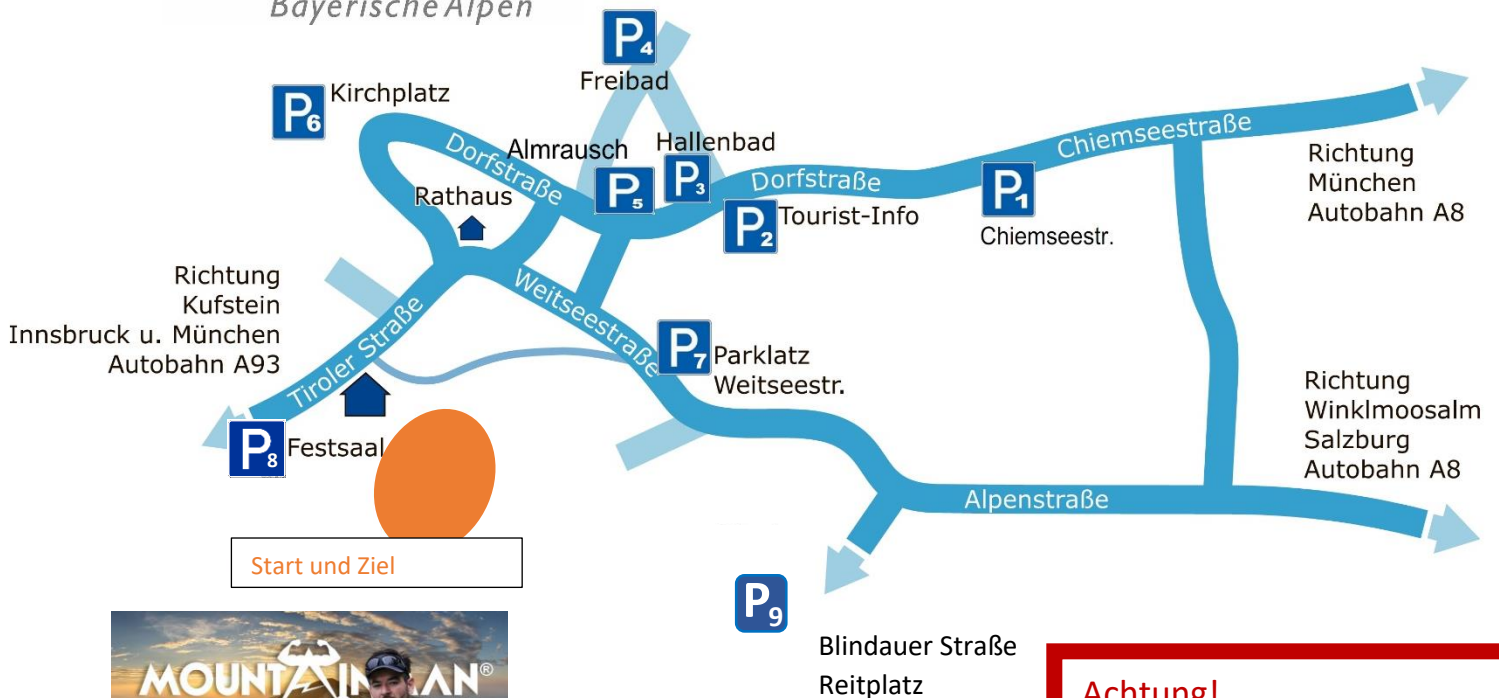 Bayerische Alpen
P4
Freibad
P6
Kirchplatz
Dorfstraße
Almrausch
P5
Hallenbad
P3
Dorfstraße
P2
Tourist-Info
P1
Chiemseestr.
Chiemseestraße
Richtung
München
Autobahn A8
Rathaus
Richtung
Kufstein
Innsbruck u. München
Autobahn A93
Tiroler Straße
Weitseestraße
P7
Parklatz
Weitseestr.
P8
Festsaal
Richtung
Winklmoosalm
Salzburg
Autobahn A8
Alpenstraße
Start und Ziel
P9
Blindauer Straße
Reitplatz
MOUNTAINMAN®
Achtung!